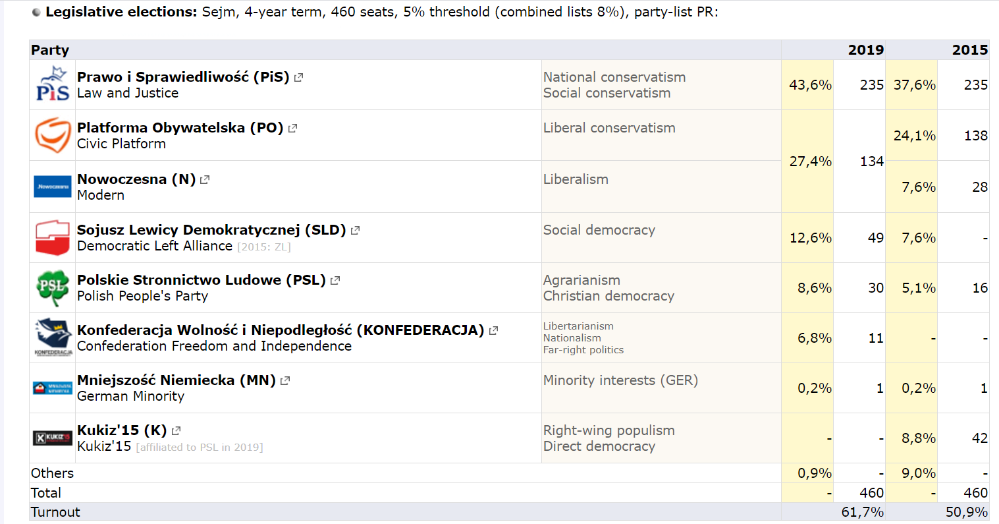 Legislative elections: Sejm, 4-year term, 460 seats, 5% threshold (combined lists 8%), party-list PR:
Party 2019 2015
PiS
Prawo i Sprawiedliwość (PiS)
Law and Justice
National conservatism
Social conservatism
43,6% 235 37,6% 235
Platforma Obywatelska (PO)
Civic Platform
Liberal conservatism
24,1% 138
27,4% 134
Nowoczesna
Nowoczesna (N)
Modern
Liberalism
7,6% 28
Sojusz Lewicy Demokratycznej (SLD)
Democratic Left Alliance [2015: ZL]
Social democracy
12,6% 49 7,6% -
PSL
Polskie Stronnictwo Ludowe (PSL)
Polish People's Party
Agrarianism
Christian democracy
8,6% 30 5,1% 16
KONFEDERACJA
Konfederacja Wolność i Niepodległość (KONFEDERACJA)
Confederation Freedom and Independence
Libertarianism
Nationalism
Far-right politics
6,8% 11 - -
MNIEJSZOŚĆ
NIEMIECKA
Mniejszość Niemiecka (MN)
German Minority
Minority interests (GER)
0,2% 1 0,2% 1
KUKIZ'15
Kukiz'15 (K)
Kukiz'15 [affiliated to PSL in 2019]
Right-wing populism
Direct democracy
- - 8,8% 42
Others 0,9% - 9,0% -
Total - 460 - 460
Turnout 61,7% 50,9%